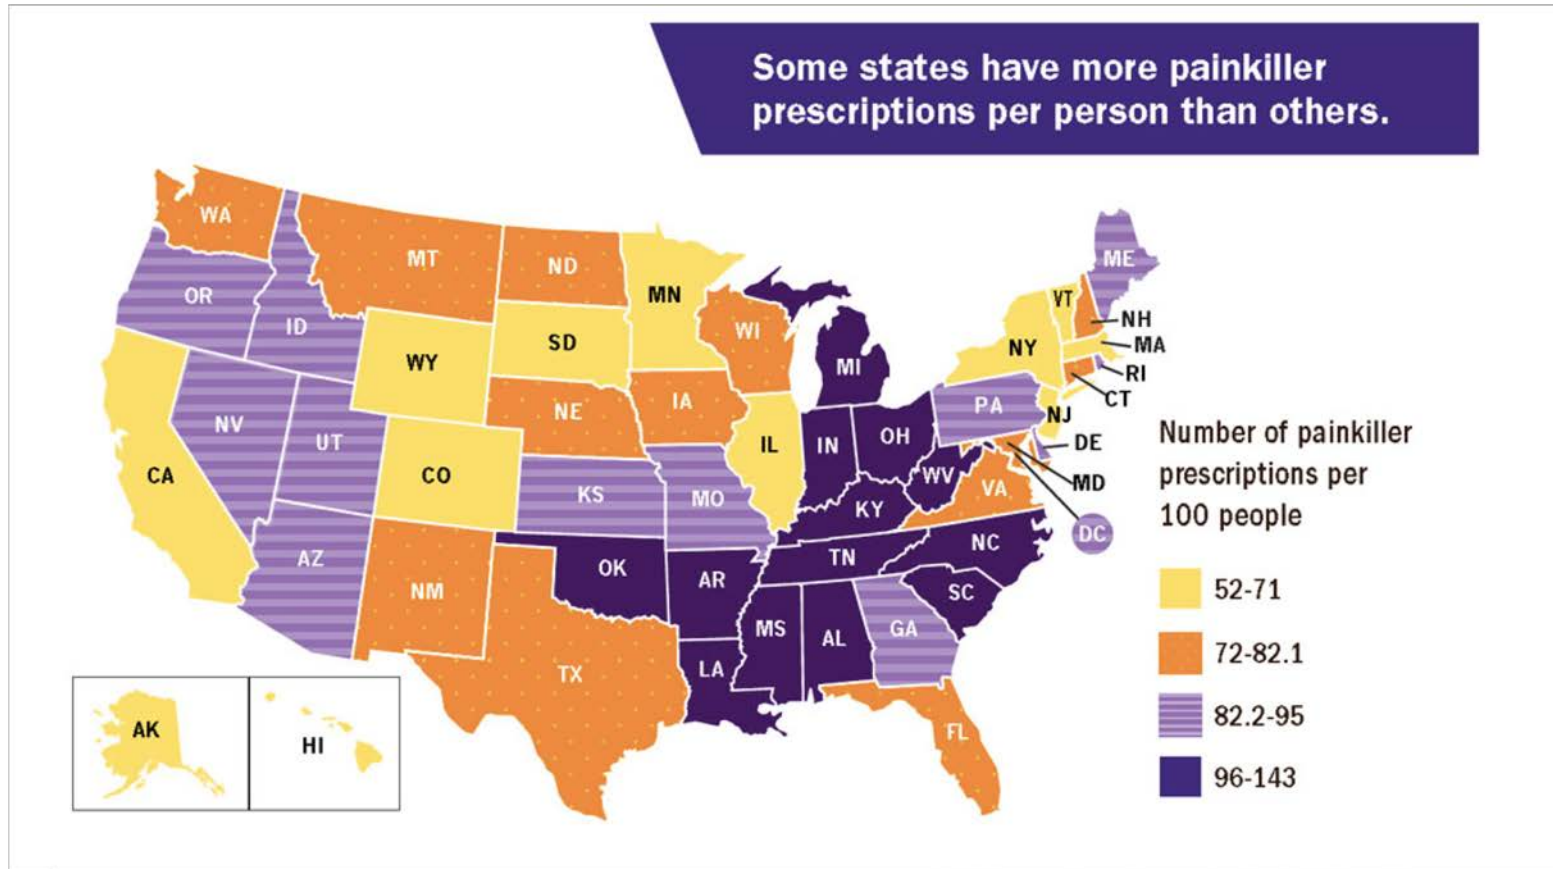 Some states have more painkiller
prescriptions per person than others.
WA
MT
ND
MN
ME
OR
ID
WY
SD
WI
MI
VT
NY
NH
MA
RI
CT
NV
UT
CO
NE
IA
IL
IN
OH
PA
NJ
DE
MD
DC
CA
KS
MO
KY
WV
VA
AZ
NM
OK
AR
TN
NC
SC
TX
LA
MS
AL
GA
FL
AK
HI
Number of painkiller
prescriptions per
100 people
52-71
72-82.1
82.2-95
96-143